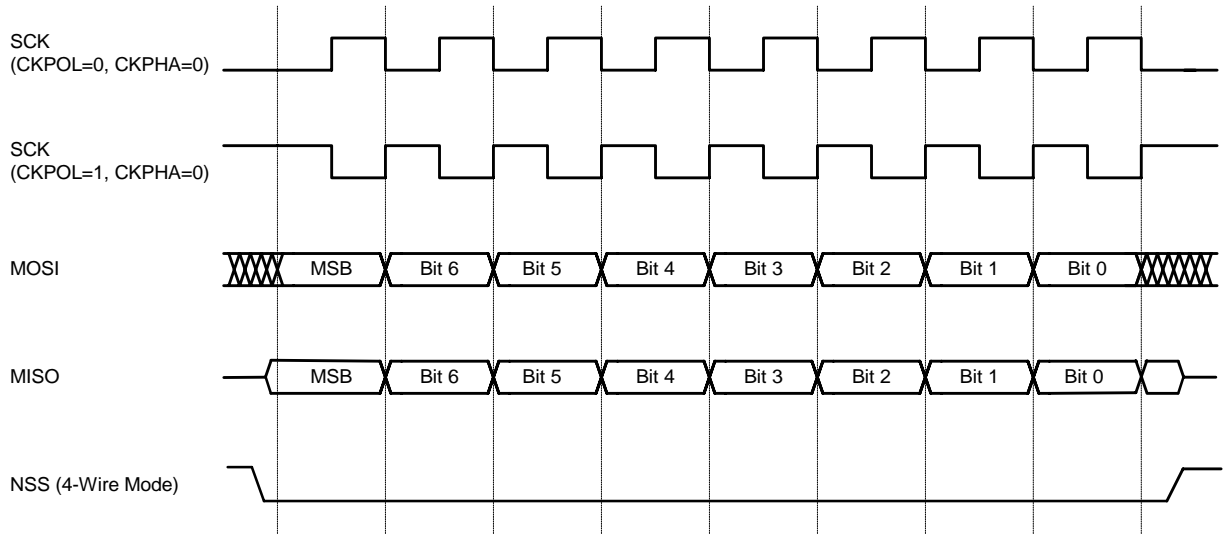 SCK
(CKPOL=0, CKPHA=0)
SCK
(CKPOL=1, CKPHA=0)
MOSI
MSB Bit 6 Bit 5 Bit 4 Bit 3 Bit 2 Bit 1 Bit 0
MISO
MSB Bit 6 Bit 5 Bit 4 Bit 3 Bit 2 Bit 1 Bit 0
NSS (4-Wire Mode)